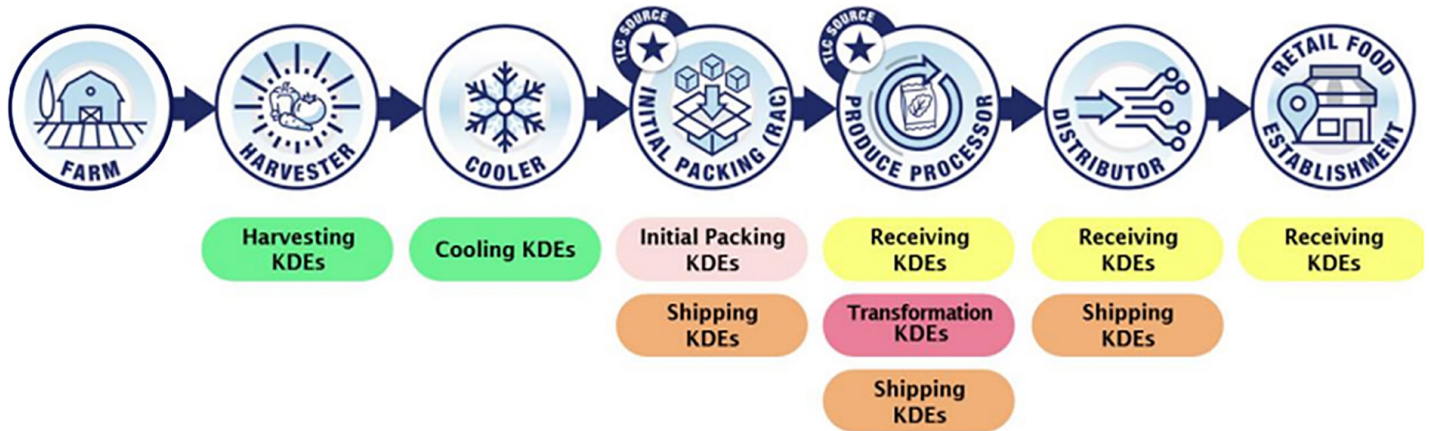 TLC SOURCE
TLC SOURCE
FARM
HARVESTER
COOLER
INITIAL PACKING (RAC)
PRODUCE PROCESSOR
DISTRIBUTOR
RETAIL FOOD
ESTABLISHMENT
Harvesting
KDEs
Cooling KDEs
Initial Packing
KDEs
Receiving
KDEs
Receiving
KDEs
Receiving
KDEs
Shipping
KDEs
Transformation
KDEs
Shipping
KDEs
Shipping
KDEs